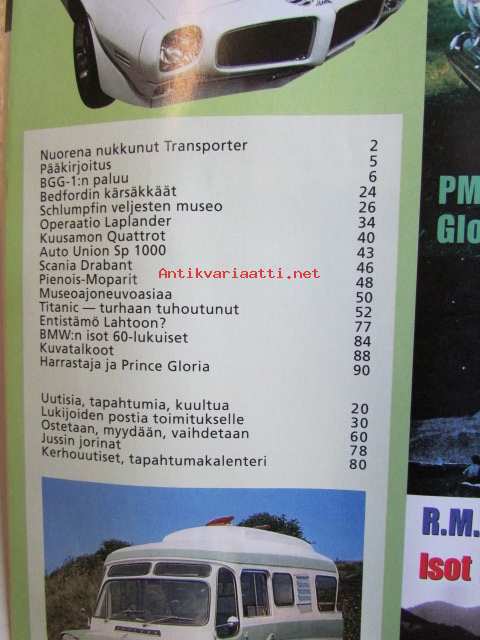 Nuorena nukkunut Transporter 2
Pääkirjoitus 5
BGG-1:n paluu 6
Bedfordin kärsäkkäät 24
Schlumpfin veljesten museo 26
Operaatio Laplander 34
Kuusamon Quattrot 40
Auto Union Sp 1000 43
Scania Drabant 46
Pienois-Moparit 48
Museoajoneuvoasiaa 50
Titanic — turhaan tuhoutunut 52
Entistämö Lahtoon? 77
BMW:n isot 60-lukuiset 84
Kuvatalkoot 88
Harrastaja ja Prince Gloria 90
Uutisia, tapahtumia, kuultua 20
Lukijoiden postia toimitukselle 30
Ostetaan, myydään, vaihdetaan 60
Jussin jorinat 78
Kerhouutiset, tapahtumakalenteri 80
Antikvariaatti.net
PM
Glo
R.M.
Isot